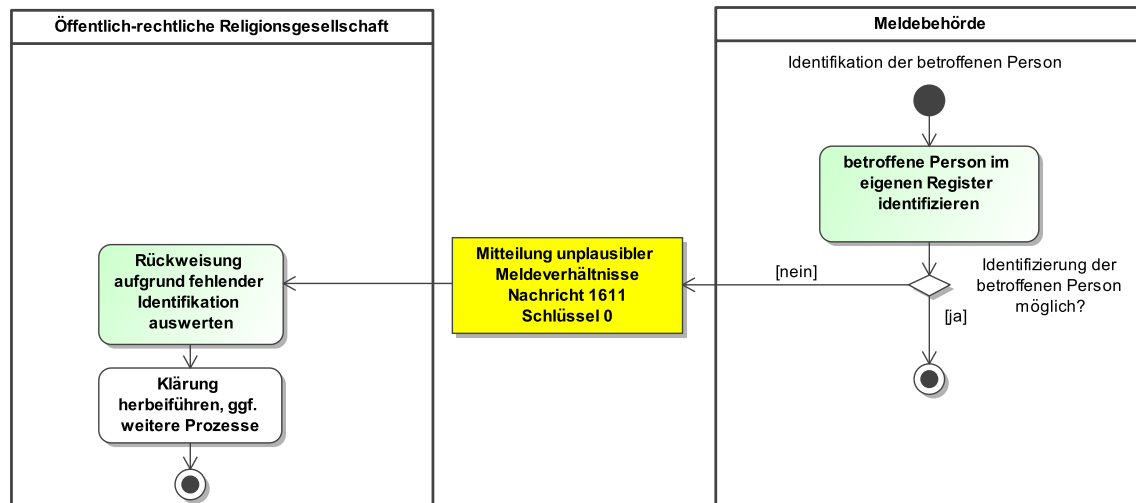 Öffentlich-rechtliche Religionsgesellschaft
Meldebehörde
Identifikation der betroffenen Person
betroffene Person im
eigenen Register
identifizieren
Identifizierung der
betroffenen Person
möglich?
[nein]
[ja]
Mitteilung unplausibler
Meldeverhältnisse
Nachricht 1611
Schlüssel 0
Rückweisung
aufgrund fehlender
Identifikation
auswerten
Klärung
herbeiführen, ggf.
weitere Prozesse